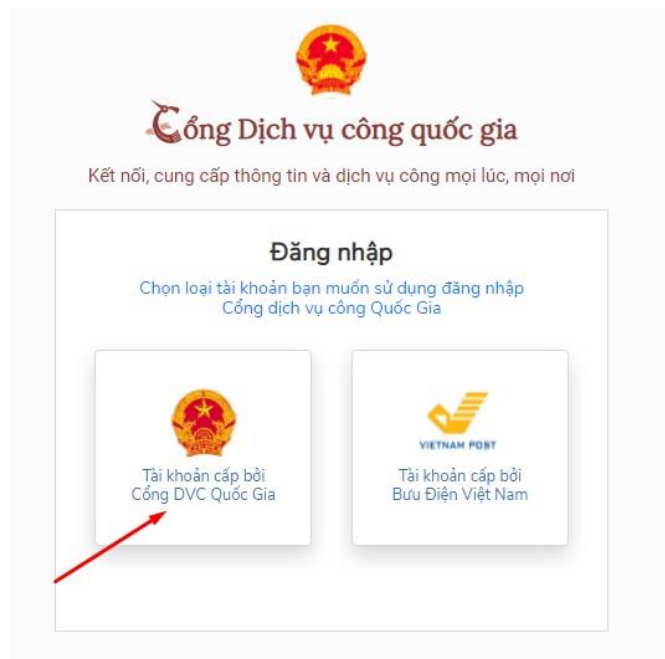 Cổng Dịch vụ công quốc gia
Kết nối, cung cấp thông tin và dịch vụ công mọi lúc, mọi nơi
Đăng nhập
Chọn loại tài khoản bạn muốn sử dụng đăng nhập
Cổng dịch vụ công Quốc Gia
Tài khoản cấp bởi
Cổng DVC Quốc Gia
VIETNAM POST
Tài khoản cấp bởi
Bưu Điện Việt Nam